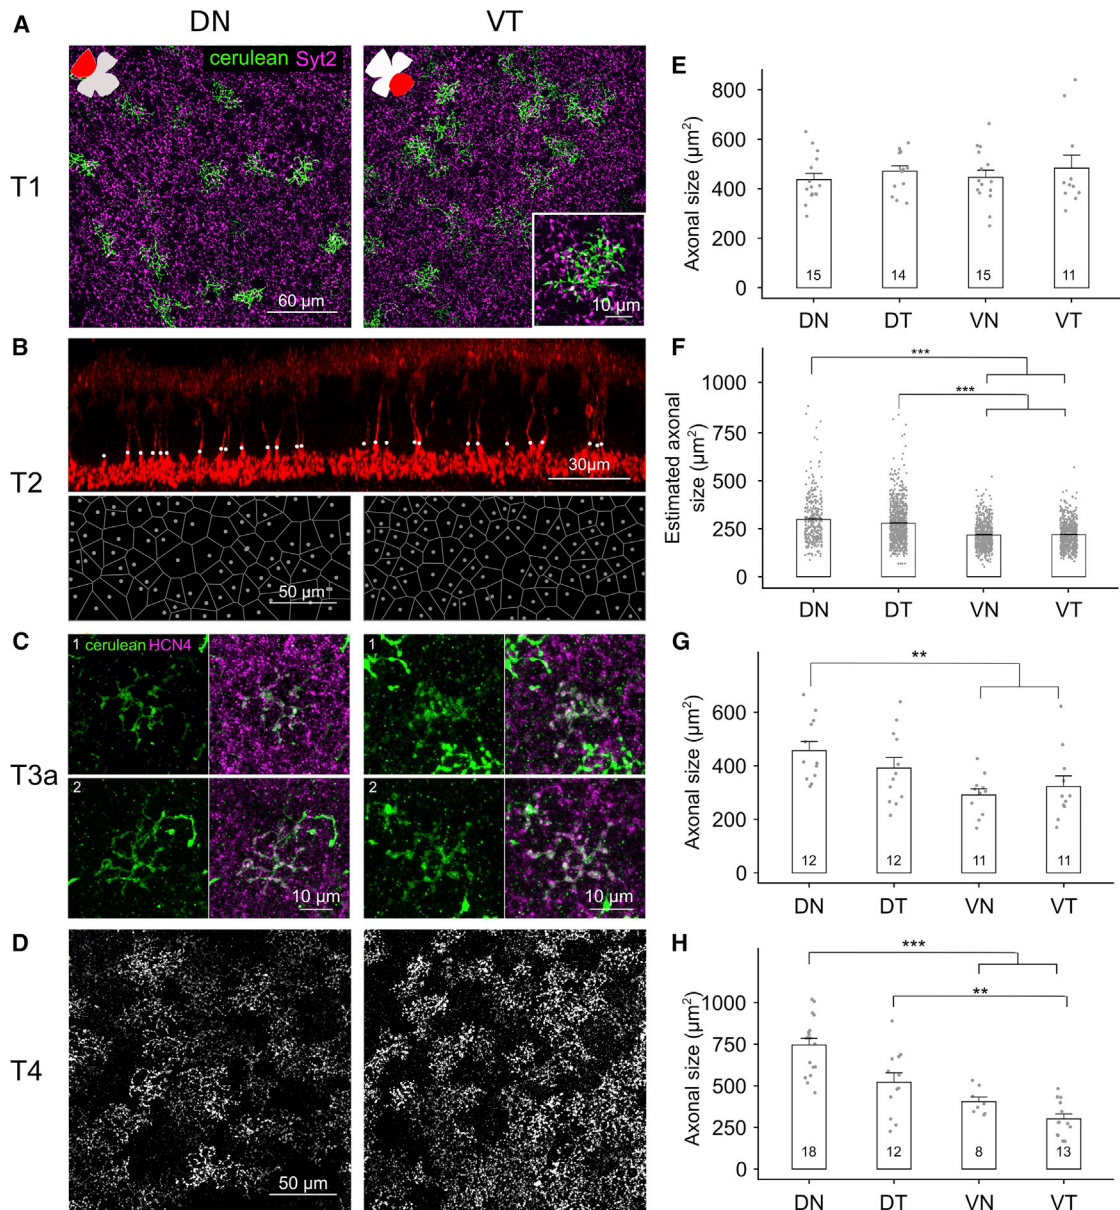 DN VT
A
cerulean Syt2
T1
60 µm
10 µm
B
T2
30µm
50 µm
C
1 cerulean HCN4
1
T3a
2
2
10 µm
10 µm
D
T4
50 µm
E
Axonal size (µm²)
800
600
400
200
0
15 14 15 11
DN DT VN VT
F
Estimated axonal
size (µm²)
1000
750
500
250
0
***
***
DN DT VN VT
G
Axonal size (µm²)
600
400
200
0
**
12 12 11 11
DN DT VN VT
H
Axonal size (µm²)
1000
750
500
250
0
***
**
18 12 8 13
DN DT VN VT